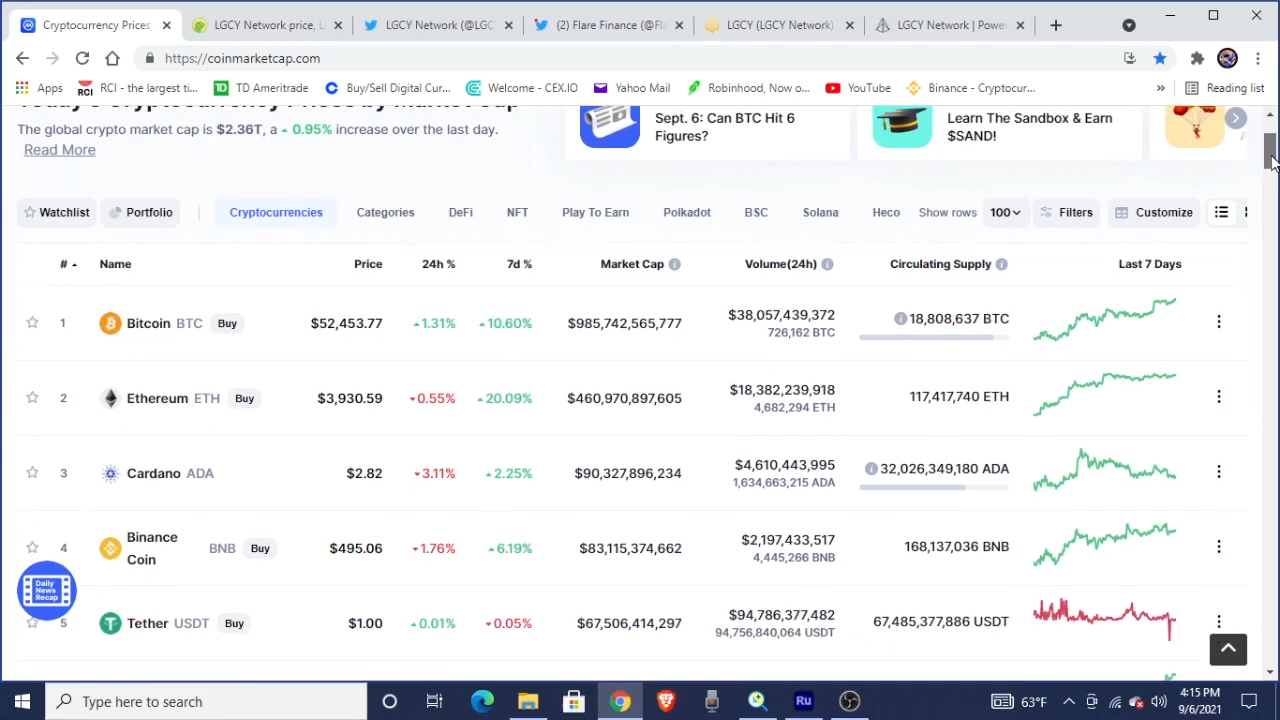 Cryptocurrency Prices,
LGCY Network price, L
LGCY Network (@LGC
(2) Flare Finance (@Fla
LGCY (LGCY Network)
LGCY Network | Power
https://coinmarketcap.com
Apps
RCI
RCI - the largest ti...
TD Ameritrade
Buy/Sell Digital Cur...
Welcome - CEX.IO
Yahoo Mail
Robinhood, Now o...
YouTube
Binance - Cryptocur...
»
Reading list
Today's Cryptocurrency Prices by Market Cap
The global crypto market cap is $2.36T, a 0.95% increase over the last day.
Read More
Sept. 6: Can BTC Hit 6
Figures?
Learn The Sandbox & Earn
$SAND!
Watchlist
Portfolio
Cryptocurrencies
Categories
DeFi
NFT
Play To Earn
Polkadot
BSC
Solana
Heco
Show rows
100
Filters
Customize
# Name Price 24h % 7d % Market Cap Volume(24h) Circulating Supply Last 7 Days
1 Bitcoin BTC Buy $52,453.77 1.31% 10.60% $985,742,565,777 $38,057,439,372 18,808,637 BTC
726,162 BTC
2 Ethereum ETH Buy $3,930.59 0.55% 20.09% $460,970,897,605 $18,382,239,918 117,417,740 ETH
4,682,294 ETH
3 Cardano ADA $2.82 3.11% 2.25% $90,327,896,234 $4,610,443,995 32,026,349,180 ADA
1,634,663,215 ADA
4 Binance Coin BNB Buy $495.06 1.76% 6.19% $83,115,374,662 $2,197,433,517 168,137,036 BNB
4,445,266 BNB
Daily
News
Recap
5 Tether USDT Buy $1.00 0.01% 0.05% $67,506,414,297 $94,786,377,482 67,485,377,886 USDT
94,756,840,064 USDT
Type here to search
Ru
63°F
4:15 PM
9/6/2021